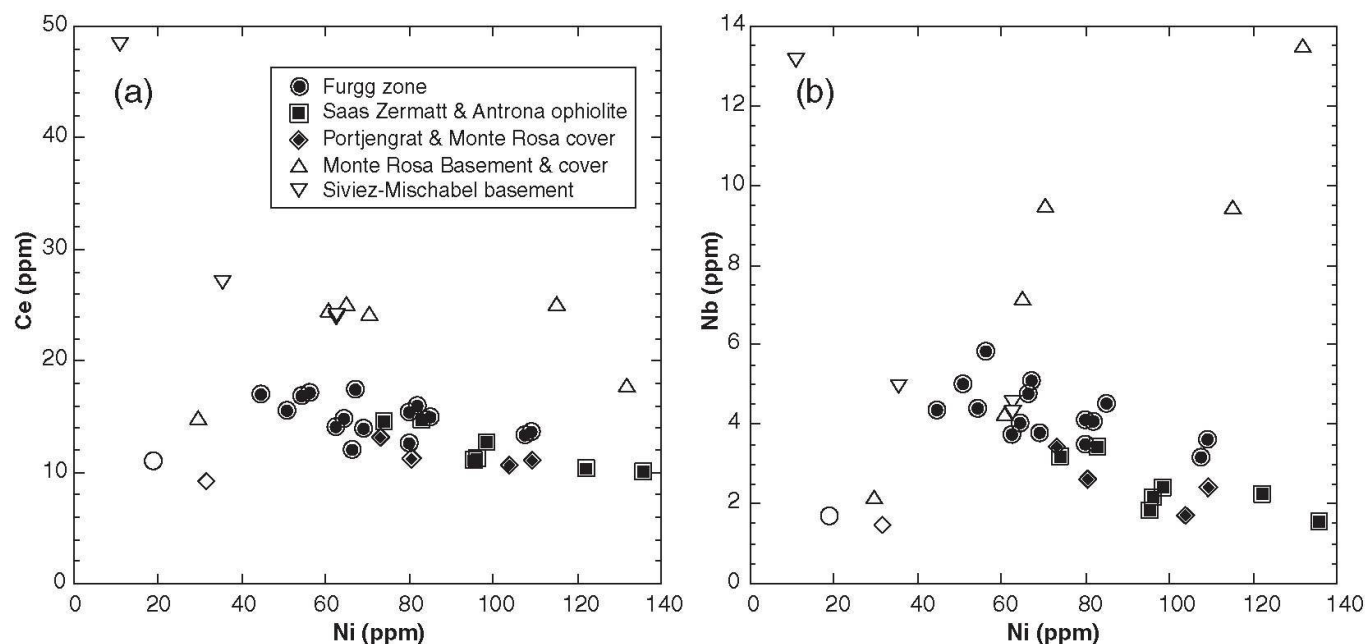 50
40
30
20
10
0
Ce (ppm)
(a)
Furgg zone
Saas Zermatt & Antrona ophiolite
Portjengrat & Monte Rosa cover
Monte Rosa Basement & cover
Siviez-Mischabel basement
0 20 40 60 80 100 120 140
Ni (ppm)
14
12
10
8
6
4
2
0
Nb (ppm)
(b)
0 20 40 60 80 100 120 140
Ni (ppm)